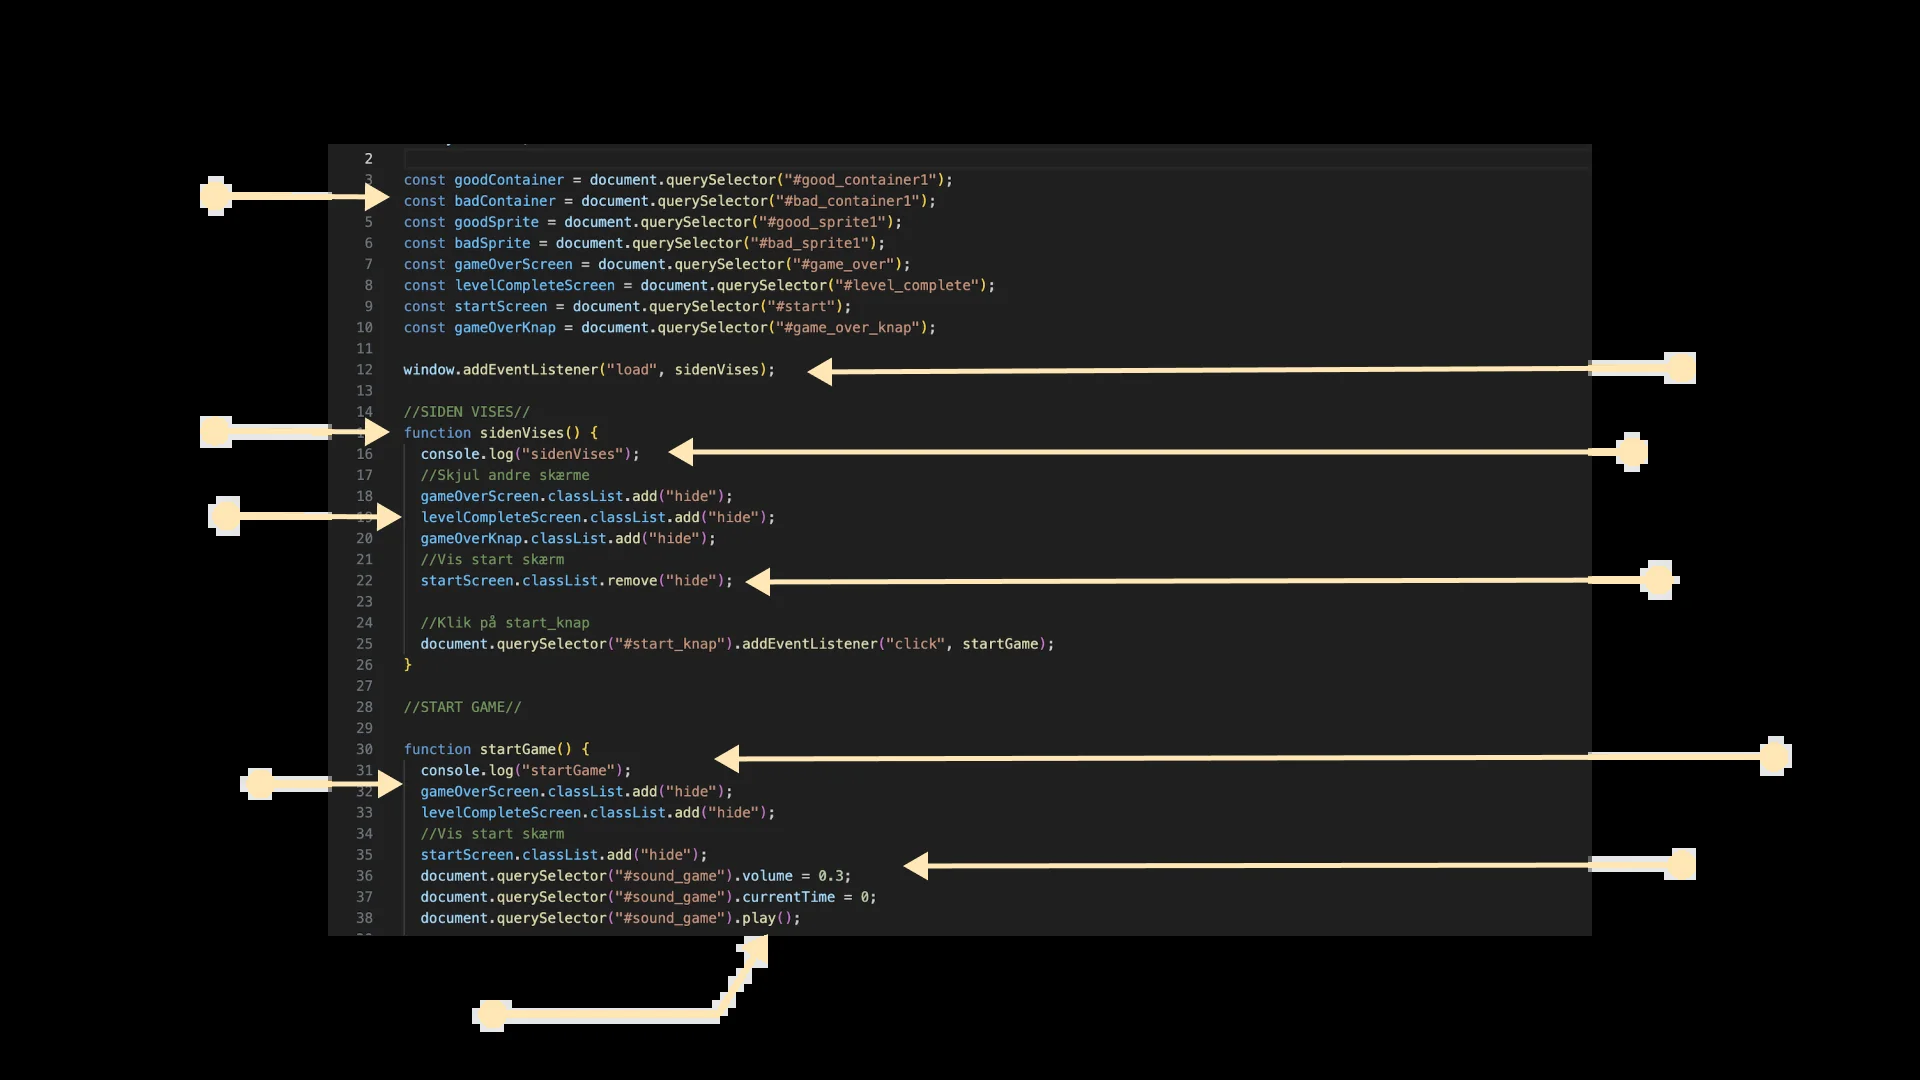 2
3 const goodContainer = document.querySelector("#good_container1");
const badContainer = document.querySelector("#bad_container1");
5 const goodSprite = document.querySelector("#good_sprite1");
6 const badSprite = document.querySelector("#bad_sprite1");
7 const gameOverScreen = document.querySelector("#game_over");
8 const levelCompleteScreen = document.querySelector("#level_complete");
9 const startScreen = document.querySelector("#start");
10 const gameOverKnap = document.querySelector("#game_over_knap");
11
12 window.addEventListener("load", sidenVises);
13
14 //SIDEN VISES//
function sidenVises() {
16 console.log("sidenVises");
17 //Skjul andre skærme
18 gameOverScreen.classList.add("hide");
19 levelCompleteScreen.classList.add("hide");
20 gameOverKnap.classList.add("hide");
21 //Vis start skærm
22 startScreen.classList.remove("hide");
23
24 //Klik på start_knap
25 document.querySelector("#start_knap").addEventListener("click", startGame);
26 }
27
28 //START GAME//
29
30 function startGame() {
31 console.log("startGame");
32 gameOverScreen.classList.add("hide");
33 levelCompleteScreen.classList.add("hide");
34 //Vis start skærm
35 startScreen.classList.add("hide");
36 document.querySelector("#sound_game").volume = 0.3;
37 document.querySelector("#sound_game").currentTime = 0;
38 document.querySelector("#sound_game").play();